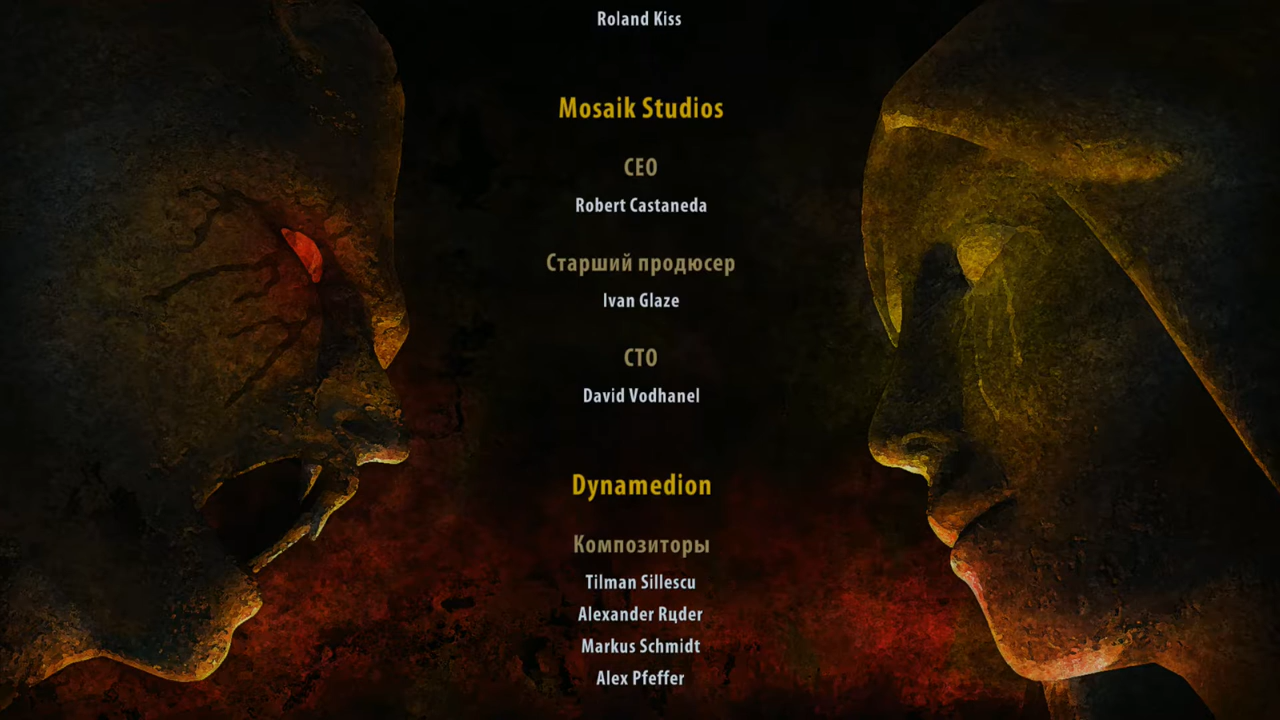 Roland Kiss
Mosaik Studios
CEO
Robert Castaneda
Старший продюсер
Ivan Glaze
CTO
David Vodhanel
Dynamedion
Композиторы
Tilman Sillescu
Alexander Rцder
Markus Schmidt
Alex Pfeffer